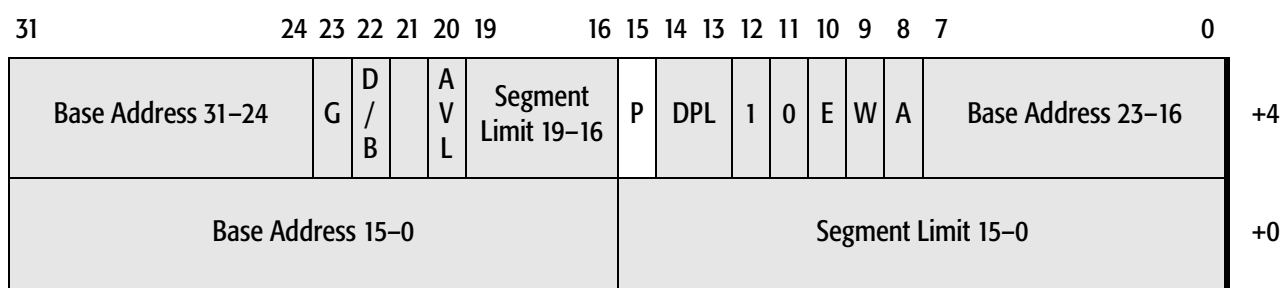 31 24 23 22 21 20 19 16 15 14 13 12 11 10 9 8 7 0
Base Address 31–24 G D/B AVL Segment Limit 19–16 P DPL 1 0 E W A Base Address 23–16 +4
Base Address 15–0 Segment Limit 15–0 +0